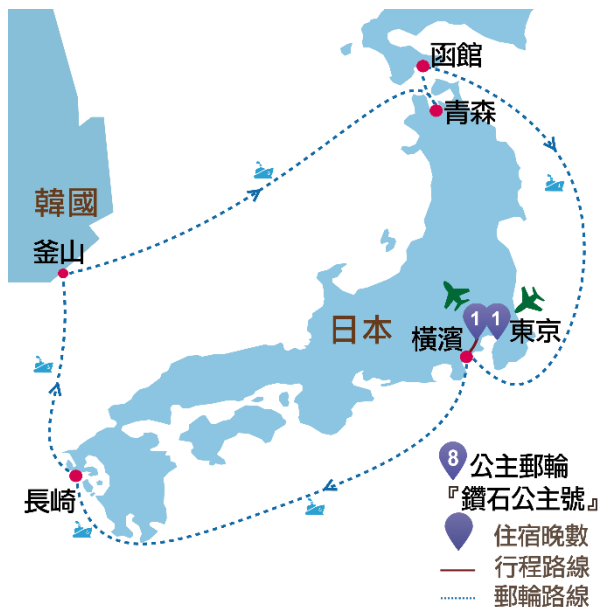 函館
青森
韓國
釜山
1 1
日本
橫濱
東京
長崎
8
公主郵輪
『鑽石公主號』
住宿晚數
行程路線
郵輪路線